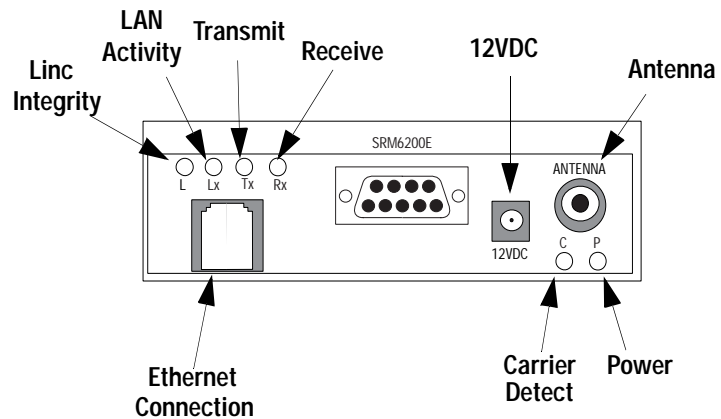 LAN
Activity
Transmit
Receive
12VDC
Antenna
Linc
Integrity
SRM6200E
L
Lx
Tx
Rx
ANTENNA
12VDC
C
P
Ethernet
Connection
Carrier
Detect
Power